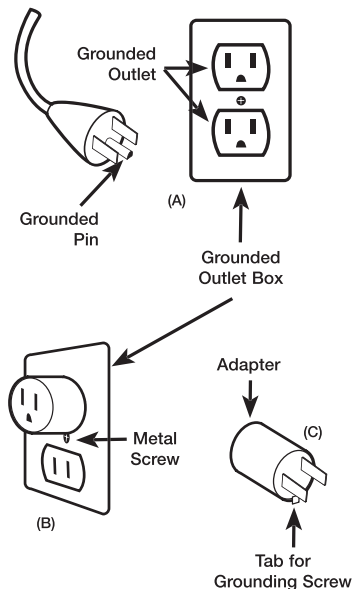 Grounded
Outlet
Grounded
Pin
(A)
Grounded
Outlet Box
Adapter
(C)
Metal
Screw
(B)
Tab for
Grounding Screw